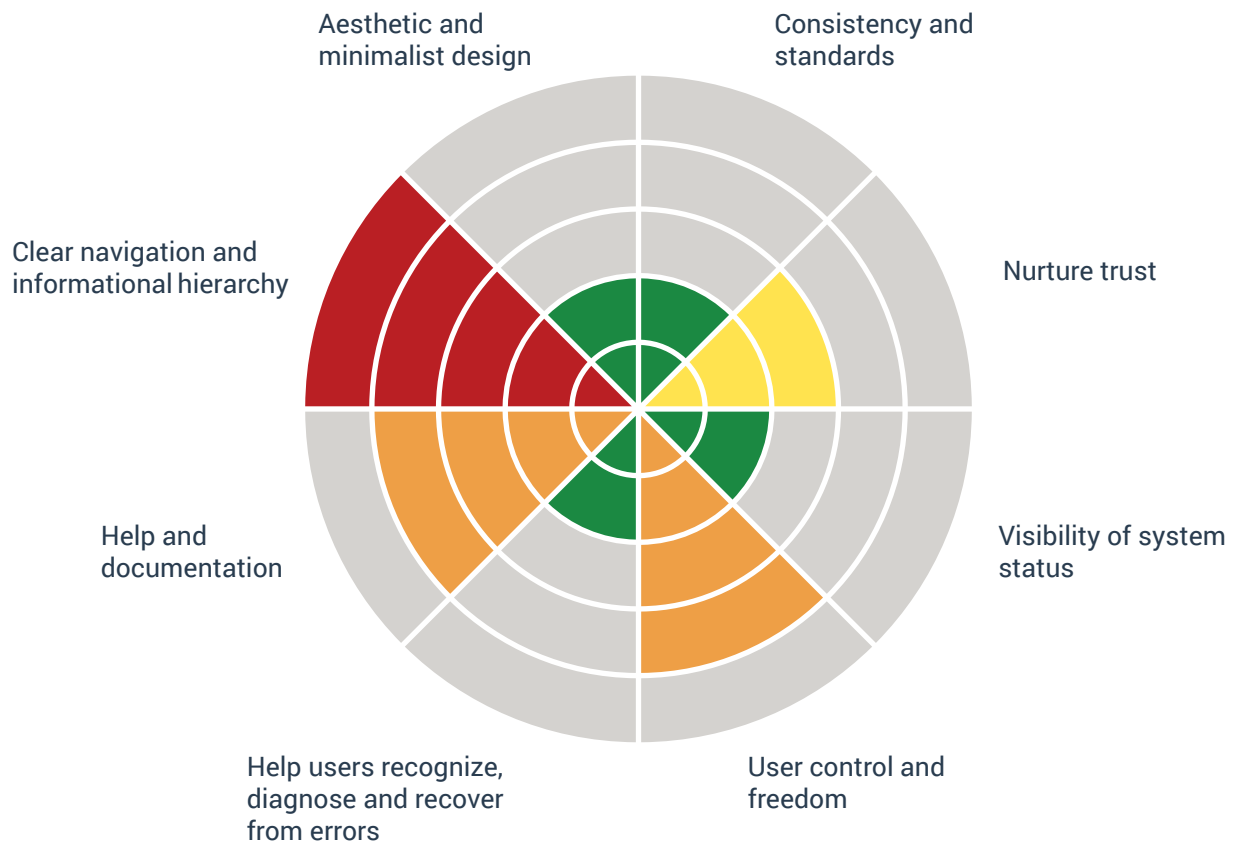 Aesthetic and
minimalist design
Consistency and
standards
Clear navigation and
informational hierarchy
Nurture trust
Help and
documentation
Visibility of system
status
Help users recognize,
diagnose and recover
from errors
User control and
freedom